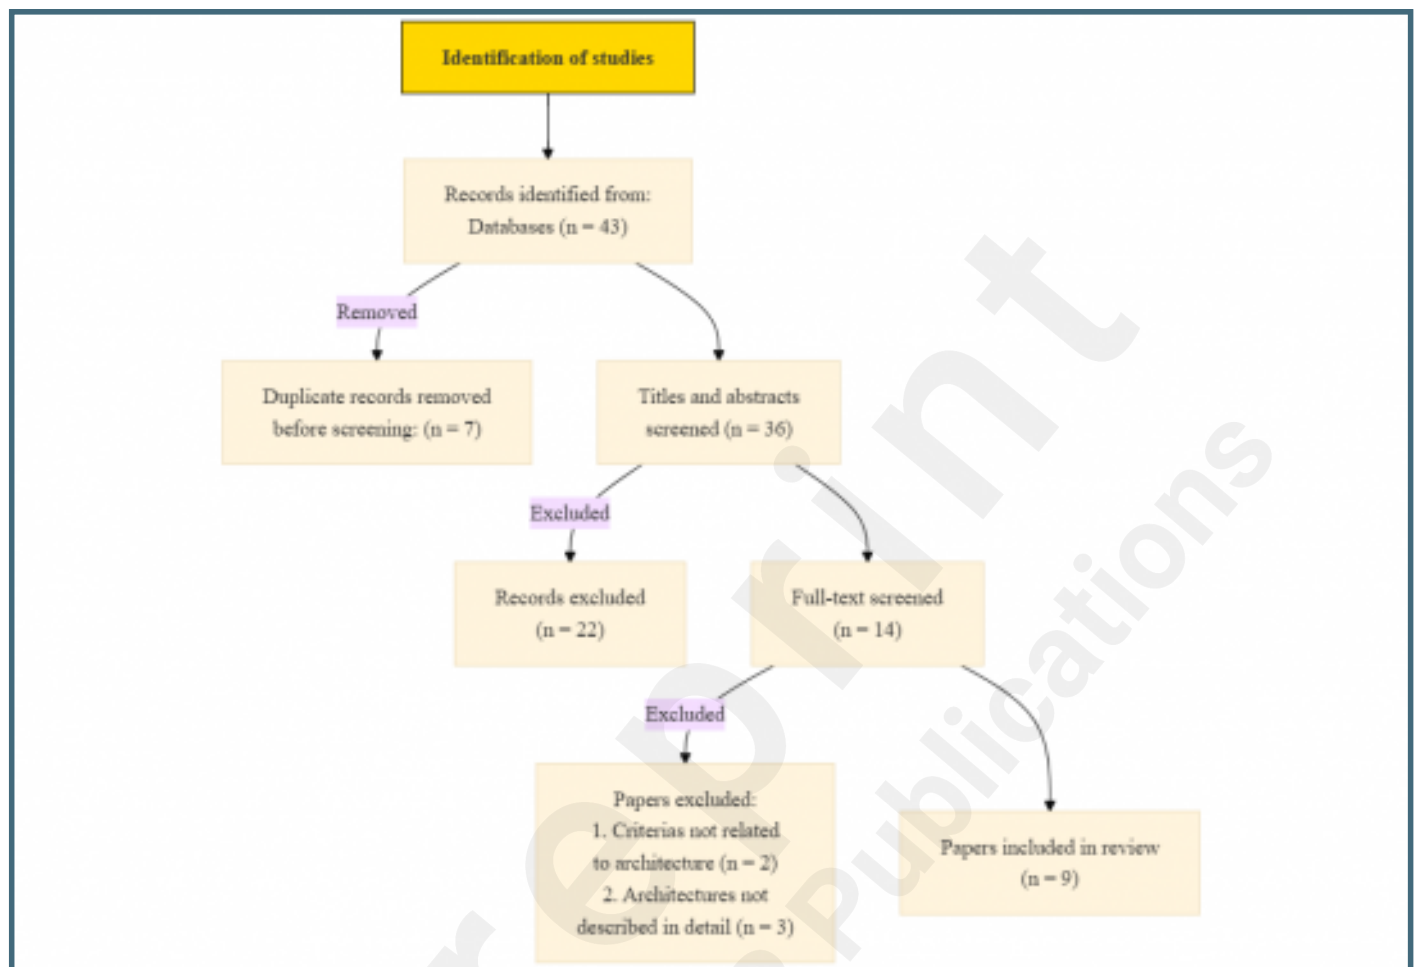 Identification of studies
Records identified from:
Databases (n = 43)
Removed
Duplicate records removed
before screening: (n = 7)
Titles and abstracts
screened (n = 36)
Excluded
Records excluded
(n = 22)
Full-text screened
(n = 14)
Excluded
Papers excluded:
1. Criterias not related
to architecture (n = 2)
2. Architectures not
described in detail (n = 3)
Papers included in review
(n = 9)
reprint
Publications